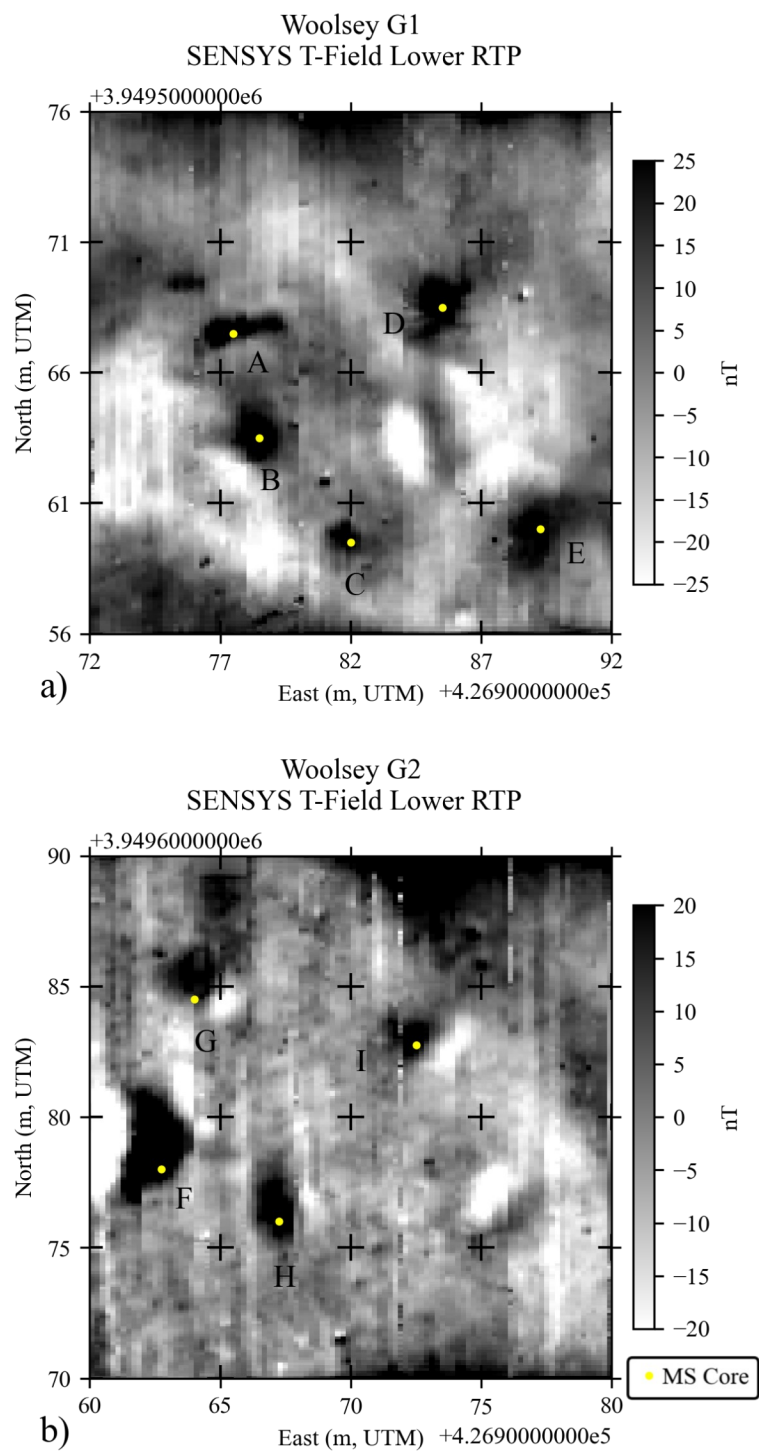 Woolsey G1
SENSYS T-Field Lower RTP
+3.9495000000e6
76
71
66
61
56
North (m, UTM)
A
B
C
D
E
25
20
15
10
5
0
−5
−10
−15
−20
−25
nT
72 77 82 87 92
East (m, UTM) +4.2690000000e5
a)
Woolsey G2
SENSYS T-Field Lower RTP
+3.9496000000e6
90
85
80
75
70
North (m, UTM)
G
I
F
H
20
15
10
5
0
−5
−10
−15
−20
nT
MS Core
60 65 70 75 80
East (m, UTM) +4.2690000000e5
b)